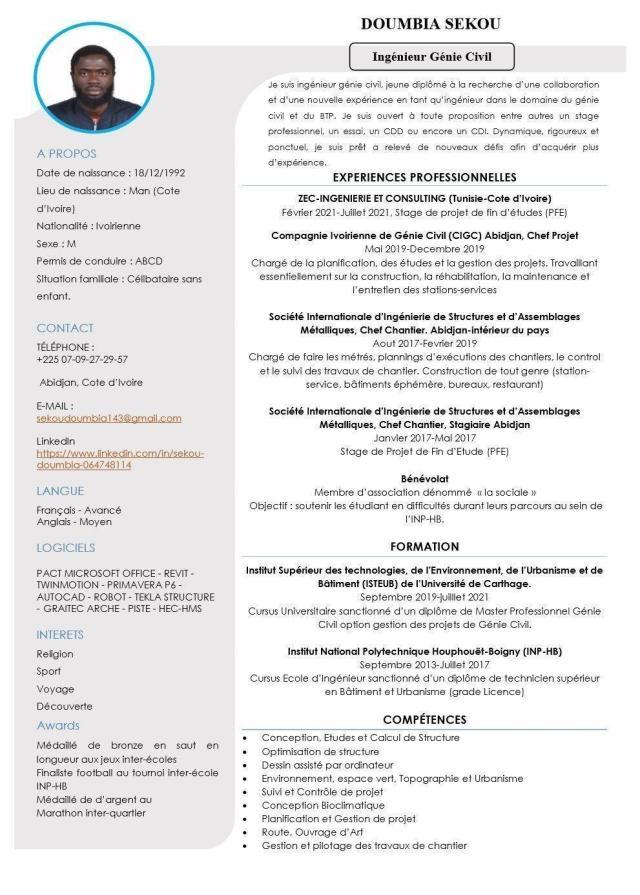 DOUMBIA SEKOU
Ingénieur Génie Civil
Je suis ingénieur génie civil, jeune diplômé à la recherche d'une collaboration
et d'une nouvelle expérience en tant qu'ingénieur dans le domaine du génie
civil et du BTP. Je suis ouvert à toute proposition entre autres un stage
professionnel, un essai, un CDD ou encore un CDI. Dynamique, rigoureux et
ponctuel, je suis prêt a relevé de nouveaux défis afin d'acquérir plus
d'expérience.
A PROPOS
Date de naissance : 18/12/1992
Lieu de naissance : Man (Cote
d'Ivoire)
Nationalité : Ivoirienne
Sexe : M
Permis de conduire : ABCD
Situation familiale : Célibataire sans
enfant.
CONTACT
TÉLÉPHONE :
+225 07-09-27-29-57
Abidjan, Cote d'Ivoire
E-MAIL :
sekoudoumbia143@gmail.com
LinkedIn
https://www.linkedin.com/in/sekou-
doumbia-064748114
LANGUE
Français - Avancé
Anglais - Moyen
LOGICIELS
PACT MICROSOFT OFFICE - REVIT -
TWINMOTION - PRIMAVERA P6 -
AUTOCAD - ROBOT - TEKLA STRUCTURE
- GRAITEC ARCHE - PISTE - HEC-HMS
INTERETS
Religion
Sport
Voyage
Découverte
Awards
Médaillé de bronze en saut en
longueur aux jeux inter-écoles
Finaliste football au tournoi inter-école
INP-HB
Médaillé de d'argent au
Marathon inter-quartier
EXPERIENCES PROFESSIONNELLES
ZEC-INGENIERIE ET CONSULTING (Tunisie-Cote d'Ivoire)
Février 2021-Juillet 2021, Stage de projet de fin d'études (PFE)
Compagnie Ivoirienne de Génie Civil (CIGC) Abidjan, Chef Projet
Mai 2019-Decembre 2019
Chargé de la planification, des études et la gestion des projets. Travaillant
essentiellement sur la construction, la réhabilitation, la maintenance et
l'entretien des stations-services
Société Internationale d'Ingénierie de Structures et d'Assemblages
Métalliques, Chef Chantier. Abidjan-intérieur du pays
Aout 2017-Fevrier 2019
Chargé de faire les métrés, plannings d'exécutions des chantiers, le control
et le suivi des travaux de chantier. Construction de tout genre (station-
service, bâtiments éphémère, bureaux, restaurant)
Société Internationale d'Ingénierie de Structures et d'Assemblages
Métalliques, Chef Chantier, Stagiaire Abidjan
Janvier 2017-Mai 2017
Stage de Projet de Fin d'Etude (PFE)
Bénévolat
Membre d'association dénommé « la sociale »
Objectif : soutenir les étudiant en difficultés durant leurs parcours au sein de
l'INP-HB.
FORMATION
Institut Supérieur des technologies, de l'Environnement, de l'Urbanisme et de
Bâtiment (ISTEUB) de l'Université de Carthage.
Septembre 2019-juillet 2021
Cursus Universitaire sanctionné d'un diplôme de Master Professionnel Génie
Civil option gestion des projets de Génie Civil.
Institut National Polytechnique Houphouët-Boigny (INP-HB)
Septembre 2013-Juillet 2017
Cursus Ecole d'Ingénieur sanctionné d'un diplôme de technicien supérieur
en Bâtiment et Urbanisme (grade Licence)
COMPÉTENCES
• Conception, Etudes et Calcul de Structure
• Optimisation de structure
• Dessin assisté par ordinateur
• Environnement, espace vert, Topographie et Urbanisme
• Suivi et Contrôle de projet
• Conception Bioclimatique
• Planification et Gestion de projet
• Route, Ouvrage d'Art
• Gestion et pilotage des travaux de chantier